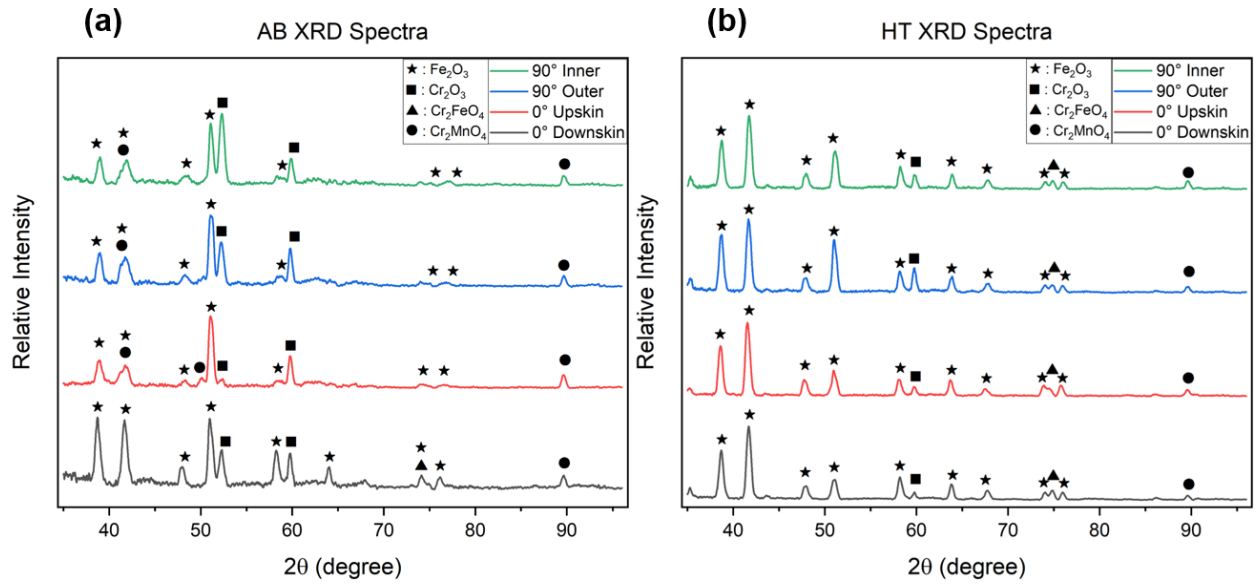 (a)
AB XRD Spectra
★ : Fe₂O₃
■ : Cr₂O₃
▲ : Cr₂FeO₄
● : Cr₂MnO₄
90° Inner
90° Outer
0° Upskin
0° Downskin
Relative Intensity
40 50 60 70 80 90
2θ (degree)
(b)
HT XRD Spectra
★ : Fe₂O₃
■ : Cr₂O₃
▲ : Cr₂FeO₄
● : Cr₂MnO₄
90° Inner
90° Outer
0° Upskin
0° Downskin
Relative Intensity
40 50 60 70 80 90
2θ (degree)